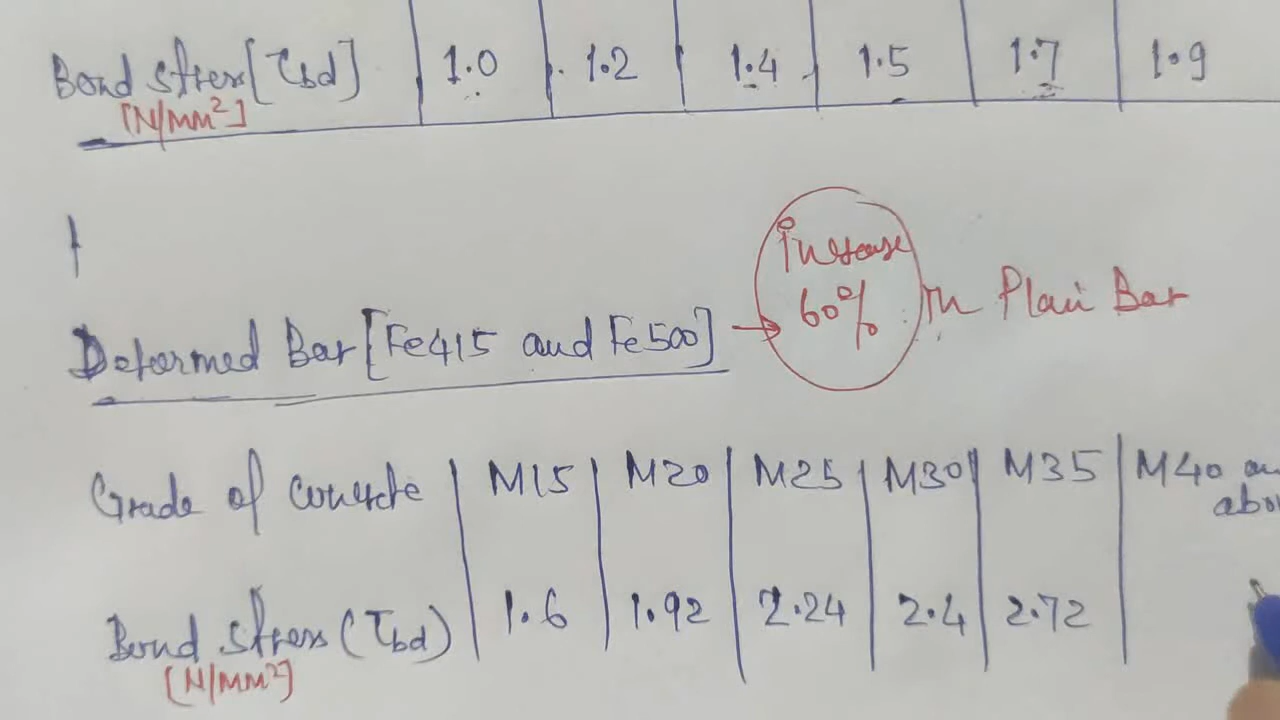 Bond stress [τbd] 1.0 1.2 1.4 1.5 1.7 1.9
[N/mm²]
Deformed Bar [Fe415 and Fe500] → Increase 60% in Plain Bar
Grade of concrete M15 M20 M25 M30 M35 M40 an
abo
Bond stress (τbd) 1.6 1.92 2.24 2.4 2.72
[N/mm²]